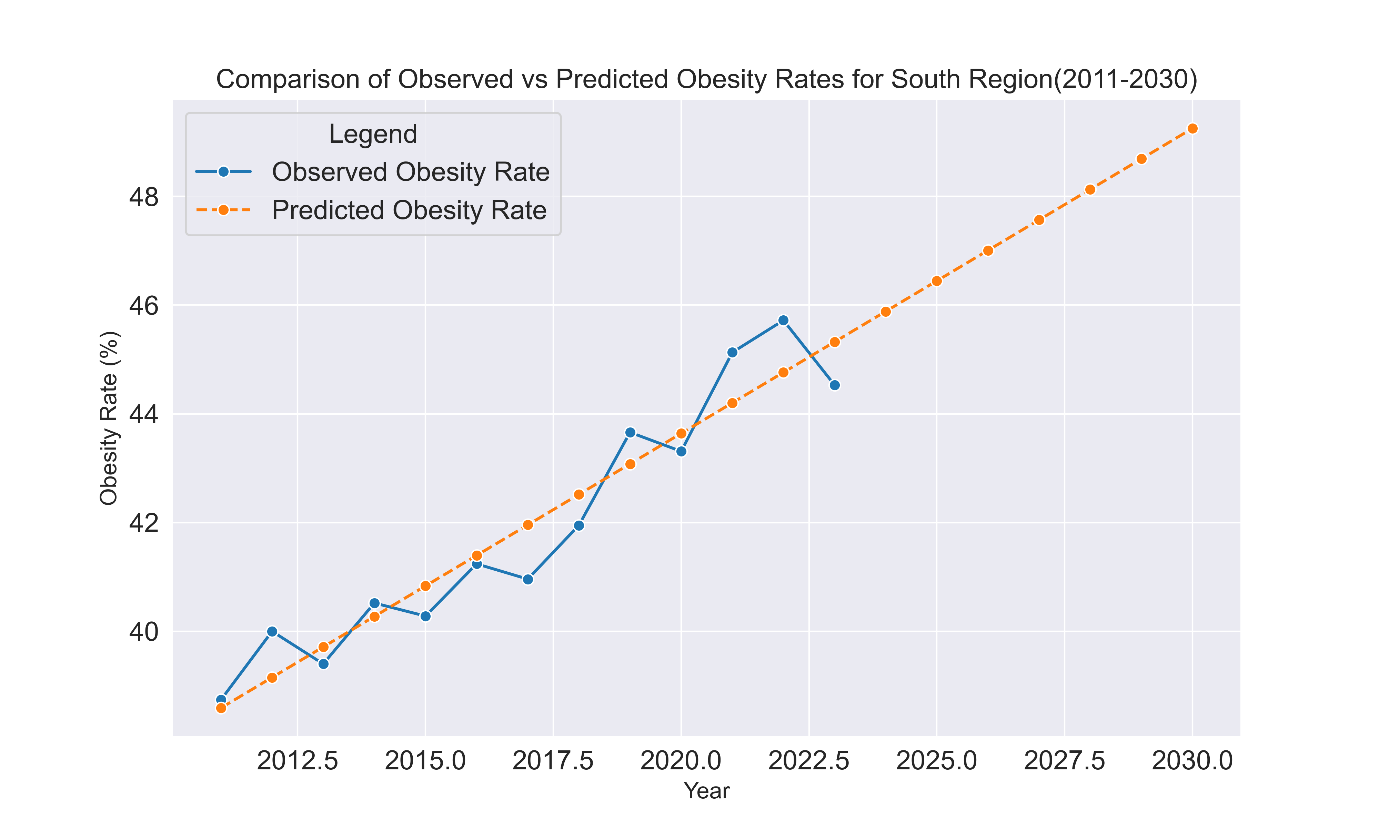 Comparison of Observed vs Predicted Obesity Rates for South Region(2011-2030)
Legend
Observed Obesity Rate
Predicted Obesity Rate
48
46
44
42
40
Obesity Rate (%)
2012.5 2015.0 2017.5 2020.0 2022.5 2025.0 2027.5 2030.0
Year